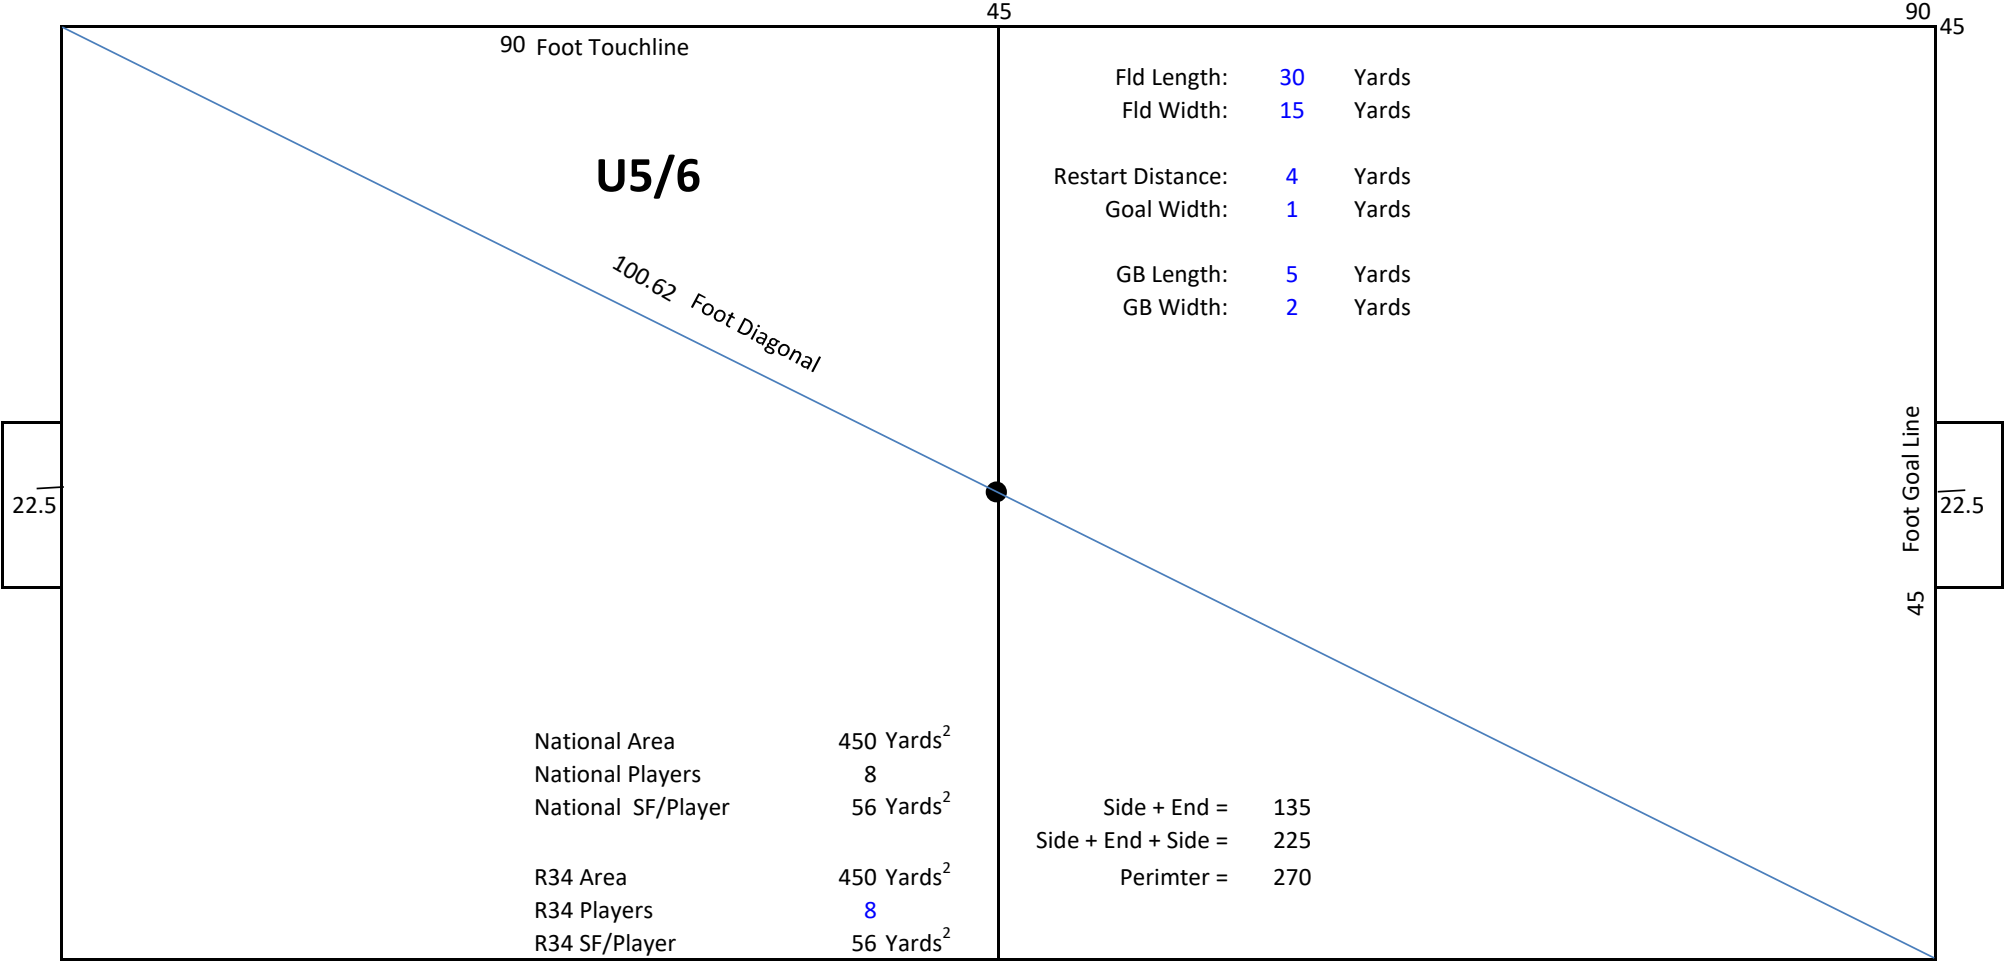 45
90
45
90 Foot Touchline
Fld Length: 30 Yards
Fld Width: 15 Yards
U5/6
Restart Distance: 4 Yards
Goal Width: 1 Yards
100.62 Foot Diagonal
GB Length: 5 Yards
GB Width: 2 Yards
22.5
45 Foot Goal Line
22.5
National Area 450 Yards²
National Players 8
National SF/Player 56 Yards²
Side + End = 135
Side + End + Side = 225
Perimter = 270
R34 Area 450 Yards²
R34 Players 8
R34 SF/Player 56 Yards²